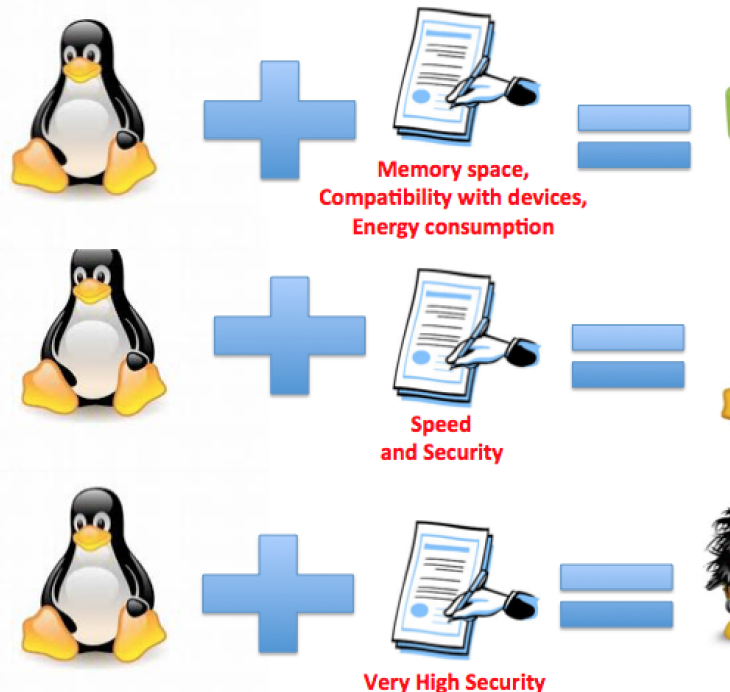 Memory space,
Compatibility with devices,
Energy consumption
Speed
and Security
Very High Security